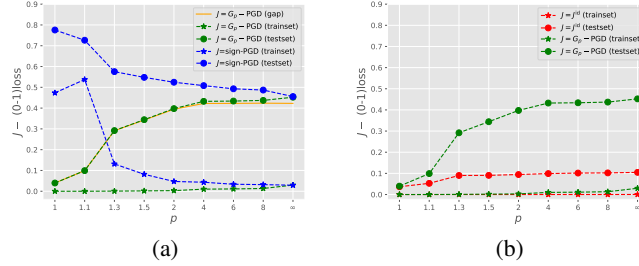 J = Gₚ − PGD (gap)
J = Gₚ − PGD (trainset)
J = Gₚ − PGD (testset)
J=sign-PGD (trainset)
J=sign-PGD (testset)
J − (0-1)loss
0.9
0.8
0.7
0.6
0.5
0.4
0.3
0.2
0.1
0.0
1 1.1 1.3 1.5 2 4 6 8 ∞
p
(a)
J = Jⁱᵈ (trainset)
J = Jⁱᵈ (testset)
J = Gₚ − PGD (trainset)
J = Gₚ − PGD (testset)
J − (0-1)loss
0.9
0.8
0.7
0.6
0.5
0.4
0.3
0.2
0.1
0.0
1 1.1 1.3 1.5 2 4 6 8 ∞
p
(b)